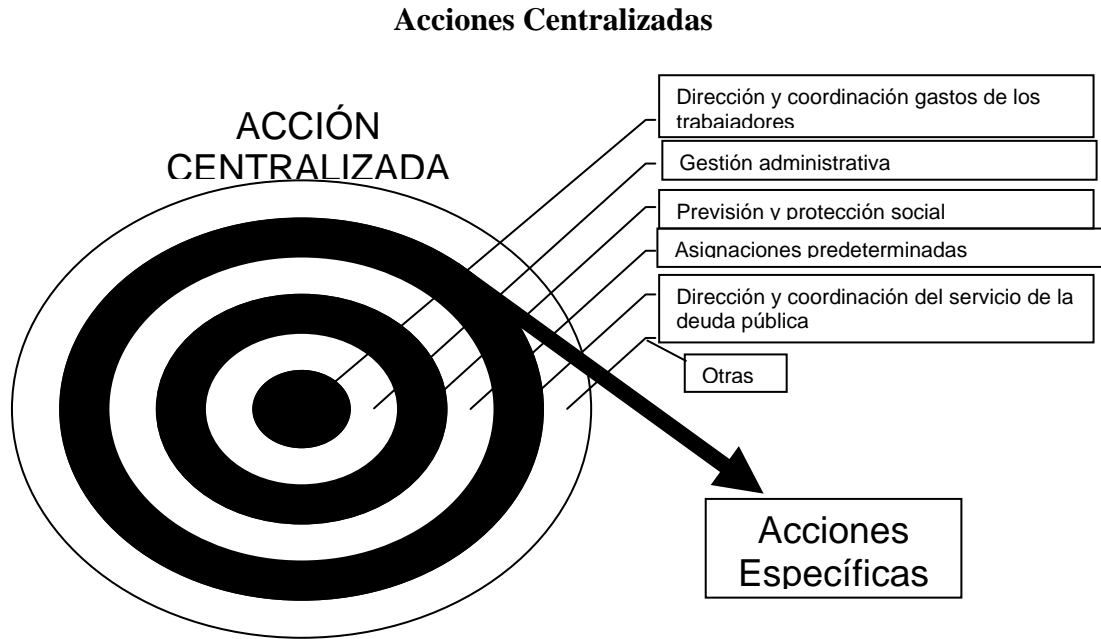 Acciones Centralizadas
ACCIÓN
CENTRALIZADA
Dirección y coordinación gastos de los
trabajadores
Gestión administrativa
Previsión y protección social
Asignaciones predeterminadas
Dirección y coordinación del servicio de la
deuda pública
Otras
Acciones
Específicas